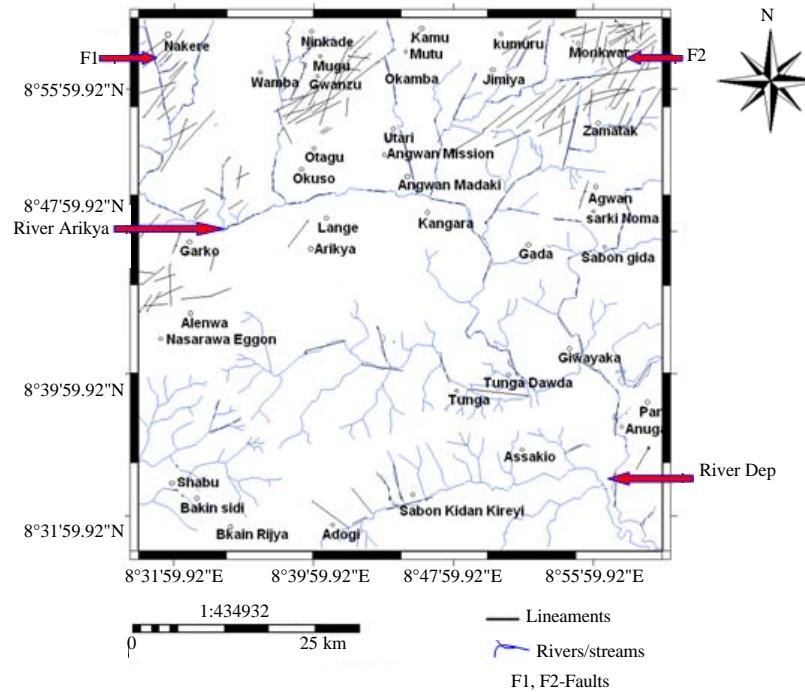 N
F1
F2
Nakere
Ninkade
Kamu
kumuru
Monkwar
Mutu
Mugu
Wamba
Gwanzu
Okamba
Jimiya
8°55'59.92"N
Utari
Zamatak
Otagu
Angwan Mission
Okuso
Angwan Madaki
Agwan
8°47'59.92"N
sarki Noma
River Arikya
Lange
Kangara
Garko
Arikya
Gada
Sabon gida
Alenwa
Nasarawa Eggon
Giwayaka
8°39'59.92"N
Tunga Dawda
Tunga
Par
Anuga
Assakio
River Dep
Shabu
Bakin sidi
Sabon Kidan Kireyi
8°31'59.92"N
Bkain Rijya
Adogi
8°31'59.92"E
8°39'59.92"E
8°47'59.92"E
8°55'59.92"E
1:434932
0
25 km
Lineaments
Rivers/streams
F1, F2-Faults